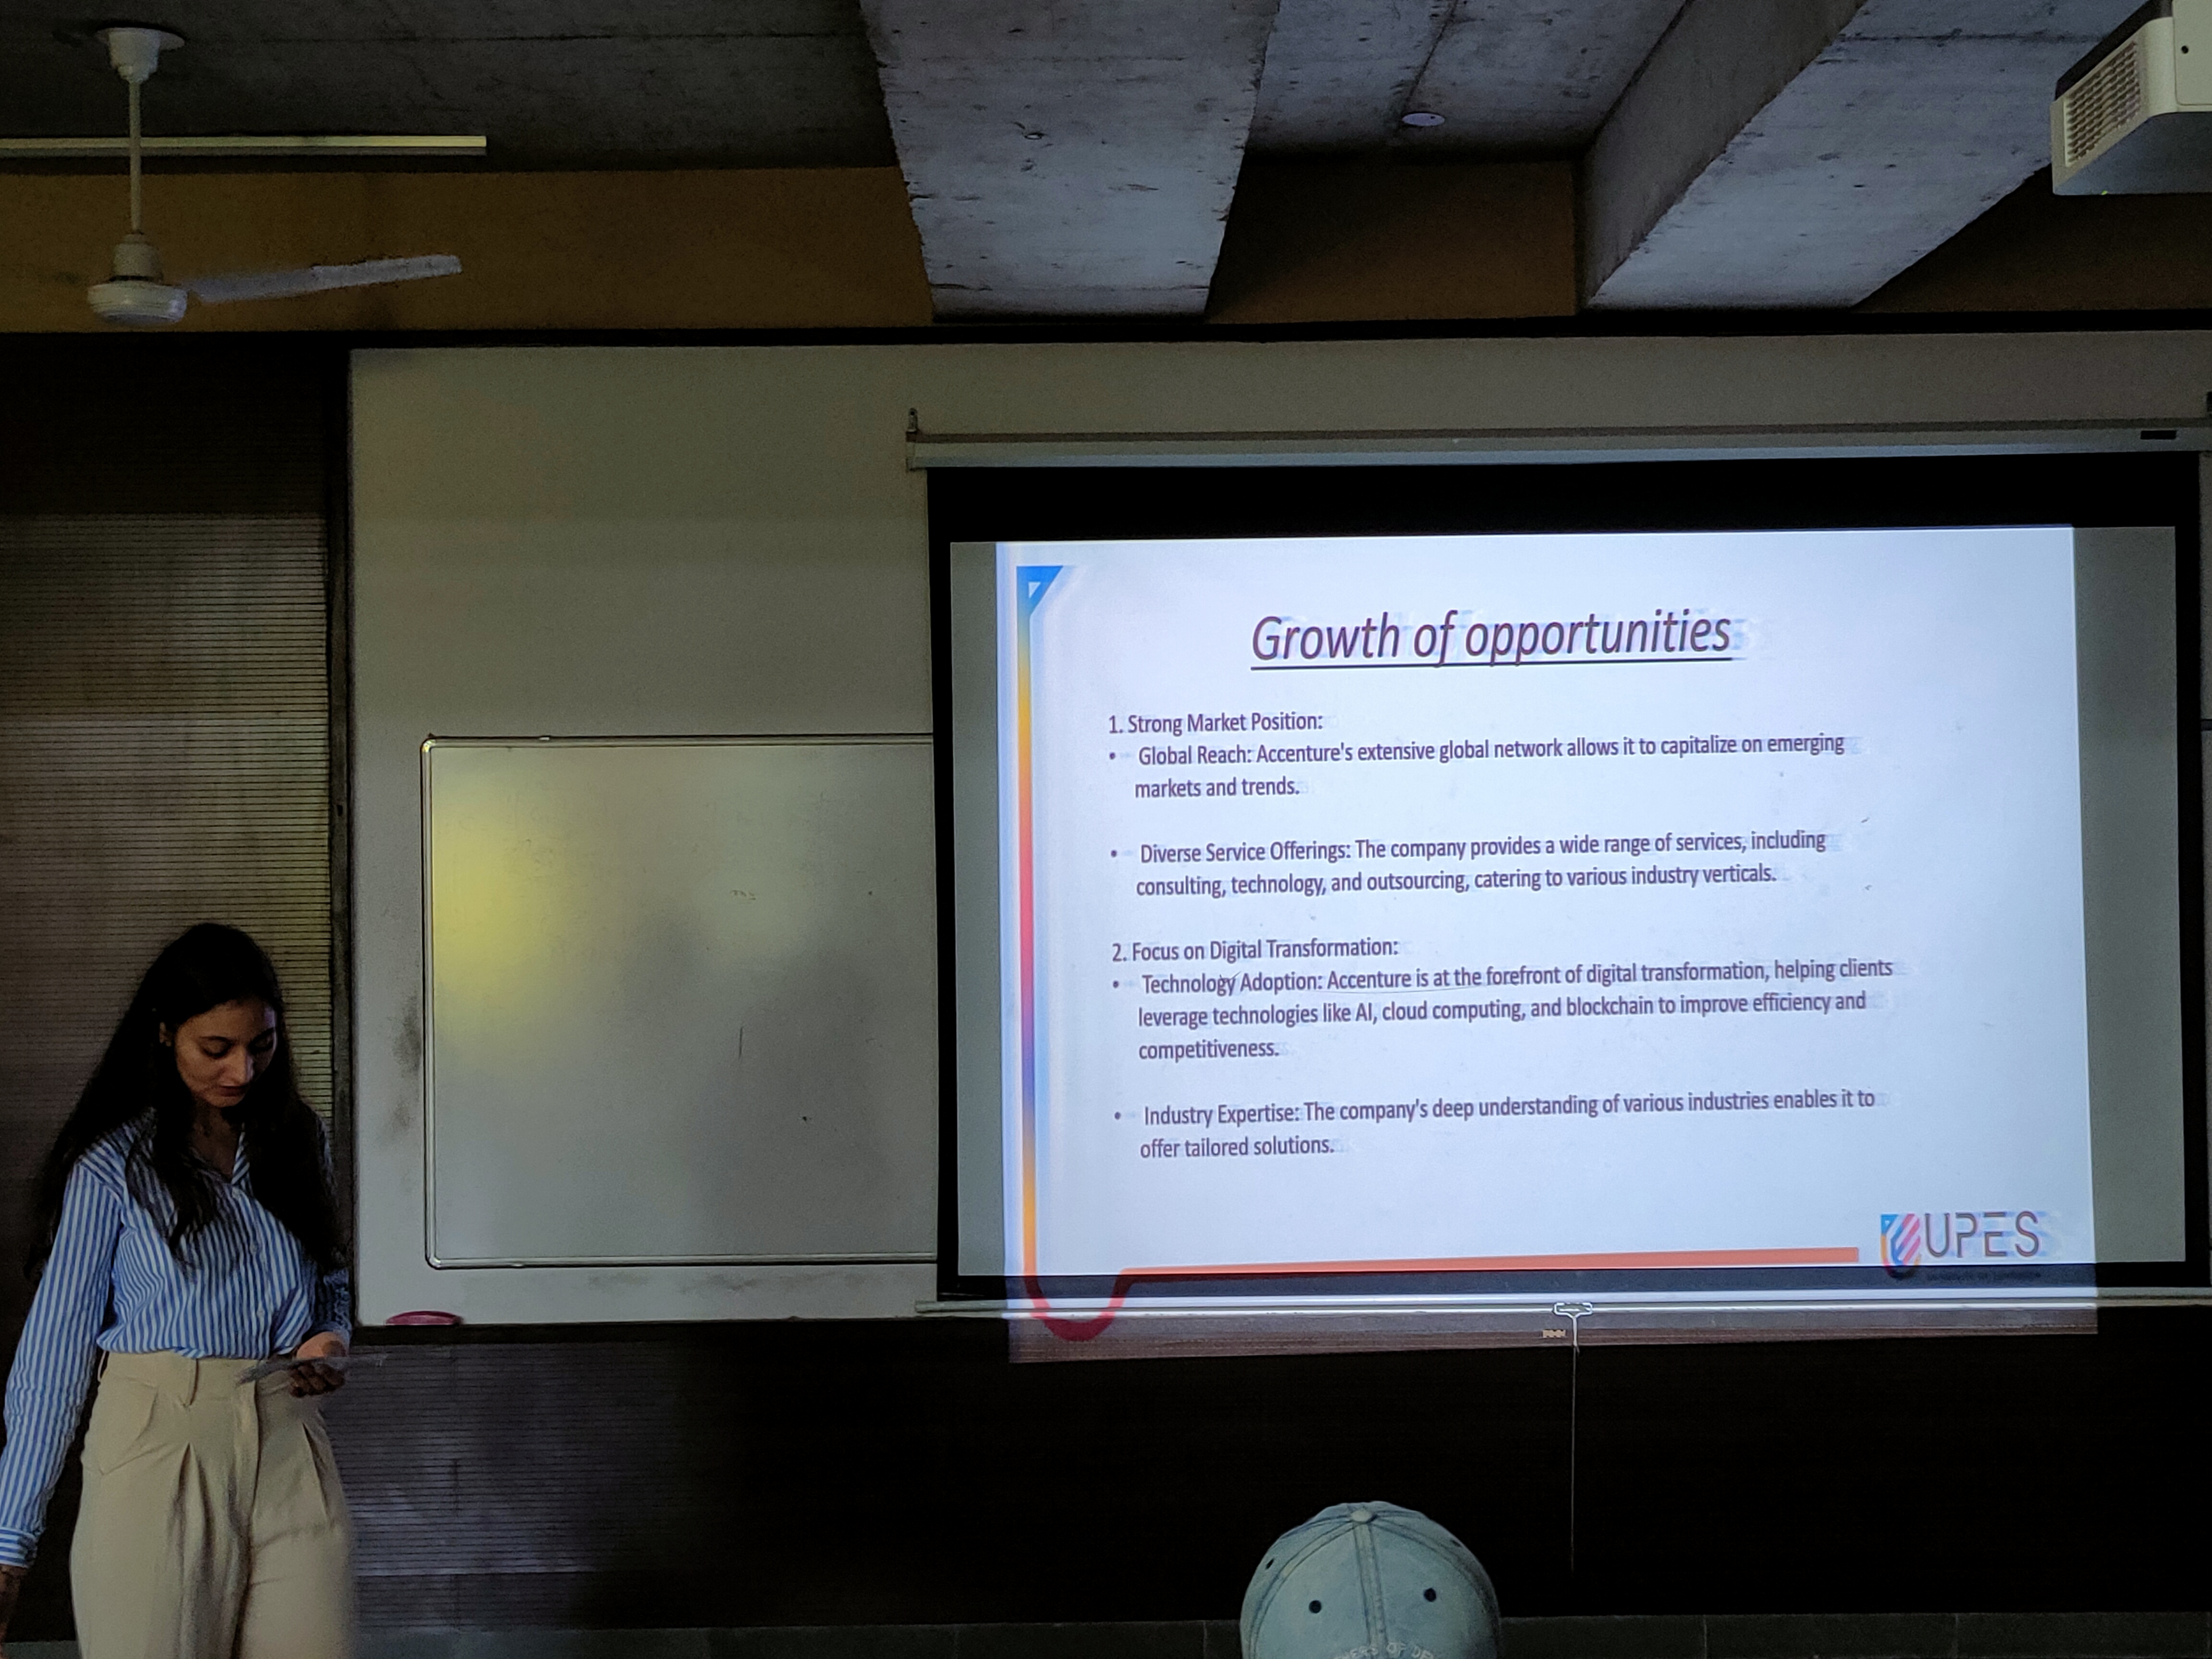 Growth of opportunities
1. Strong Market Position:
• Global Reach: Accenture's extensive global network allows it to capitalize on emerging
markets and trends.
• Diverse Service Offerings: The company provides a wide range of services, including
consulting, technology, and outsourcing, catering to various industry verticals.
2. Focus on Digital Transformation:
• Technology Adoption: Accenture is at the forefront of digital transformation, helping clients
leverage technologies like AI, cloud computing, and blockchain to improve efficiency and
competitiveness.
• Industry Expertise: The company's deep understanding of various industries enables it to
offer tailored solutions.
UPES
OF